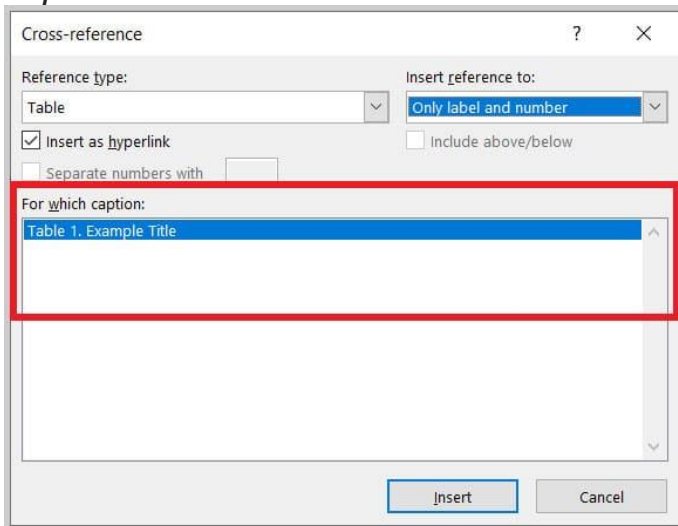 Cross-reference ?
Reference type: Insert reference to:
Table Only label and number
Insert as hyperlink Include above/below
Separate numbers with
For which caption:
Table 1. Example Title
Insert Cancel